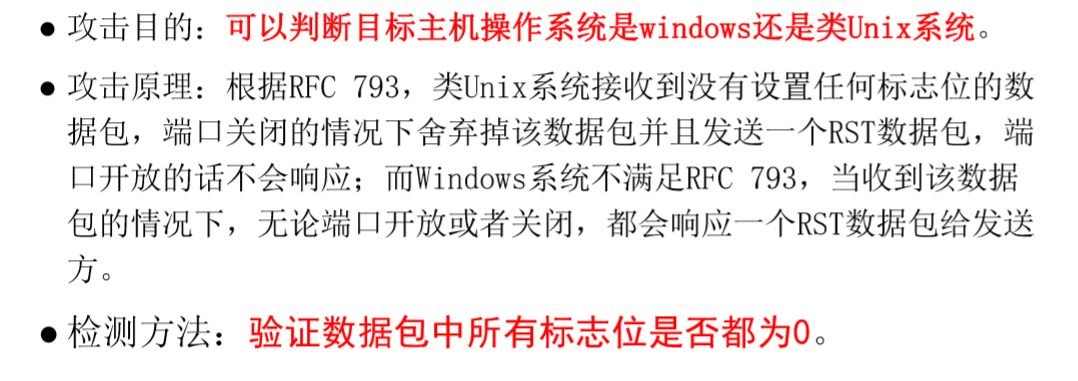 ● 攻击目的：可以判断目标主机操作系统是windows还是类Unix系统。
● 攻击原理：根据RFC 793，类Unix系统接收到没有设置任何标志位的数
据包，端口关闭的情况下舍弃掉该数据包并且发送一个RST数据包，端
口开放的话不会响应；而Windows系统不满足RFC 793，当收到该数据
包的情况下，无论端口开放或者关闭，都会响应一个RST数据包给发送
方。
● 检测方法：验证数据包中所有标志位是否都为0。